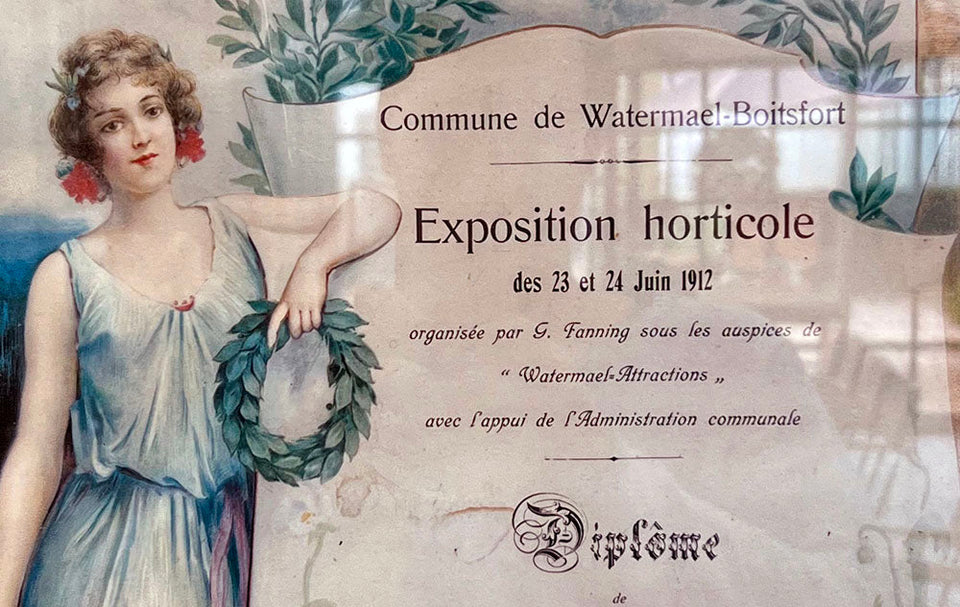 Commune de Watermael-Boitsfort
Exposition horticole
des 23 et 24 Juin 1912
organisée par G. Fanning sous les auspices de
“ Watermael-Attractions „
avec l'appui de l'Administration communale
Diplôme
de